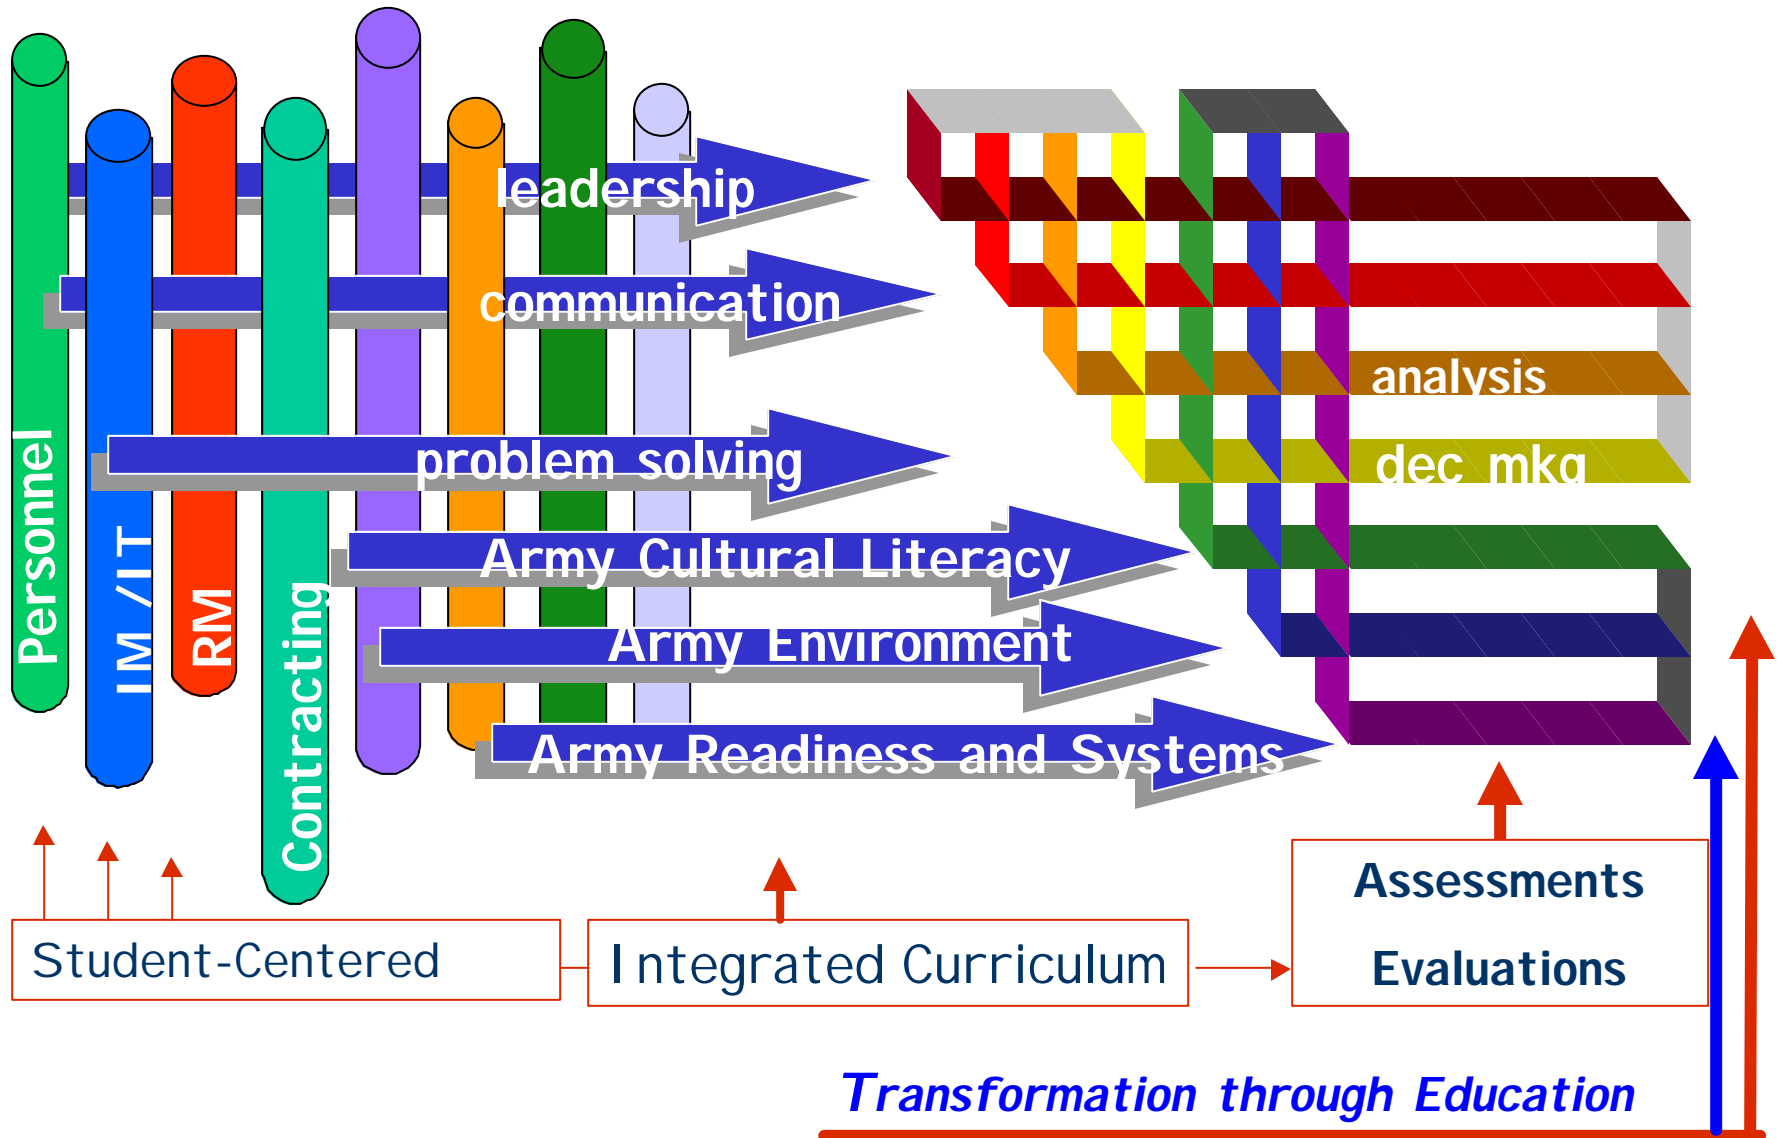 leadership
communication
analysis
problem solving
dec mkg
Personnel
IM /IT
RM
Contracting
Army Cultural Literacy
Army Environment
Army Readiness and Systems
Student-Centered
Integrated Curriculum
Assessments
Evaluations
Transformation through Education